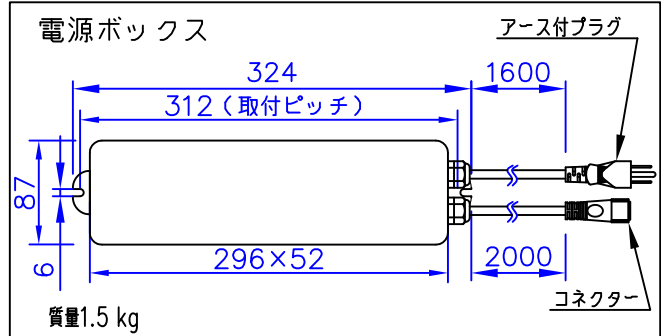 電源ボックス
アース付プラグ
324
1600
312(取付ピッチ)
87
6
296×52
2000
コネクター
質量1.5 kg